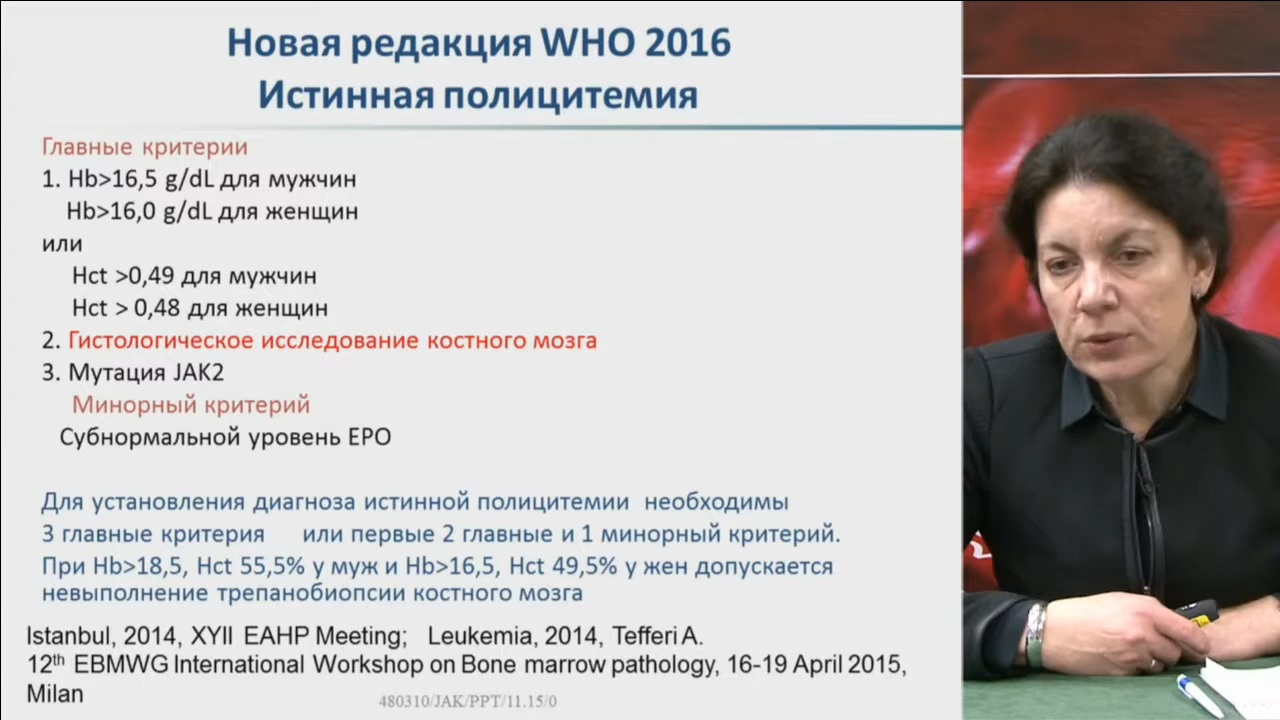 Новая редакция WHO 2016
Истинная полицитемия
Главные критерии
1. Hb>16,5 g/dL для мужчин
Hb>16,0 g/dL для женщин
или
Hct >0,49 для мужчин
Hct > 0,48 для женщин
2. Гистологическое исследование костного мозга
3. Мутация JAK2
Минорный критерий
Субнормальной уровень EPO
Для установления диагноза истинной полицитемии необходимы
3 главные критерия или первые 2 главные и 1 минорный критерий.
При Hb>18,5, Hct 55,5% у муж и Hb>16,5, Hct 49,5% у жен допускается
невыполнение трепанобиопсии костного мозга
Istanbul, 2014, XYII EAHP Meeting; Leukemia, 2014, Tefferi A.
12th EBMWG International Workshop on Bone marrow pathology, 16-19 April 2015,
Milan
480310/JAK/PPT/11.15/0